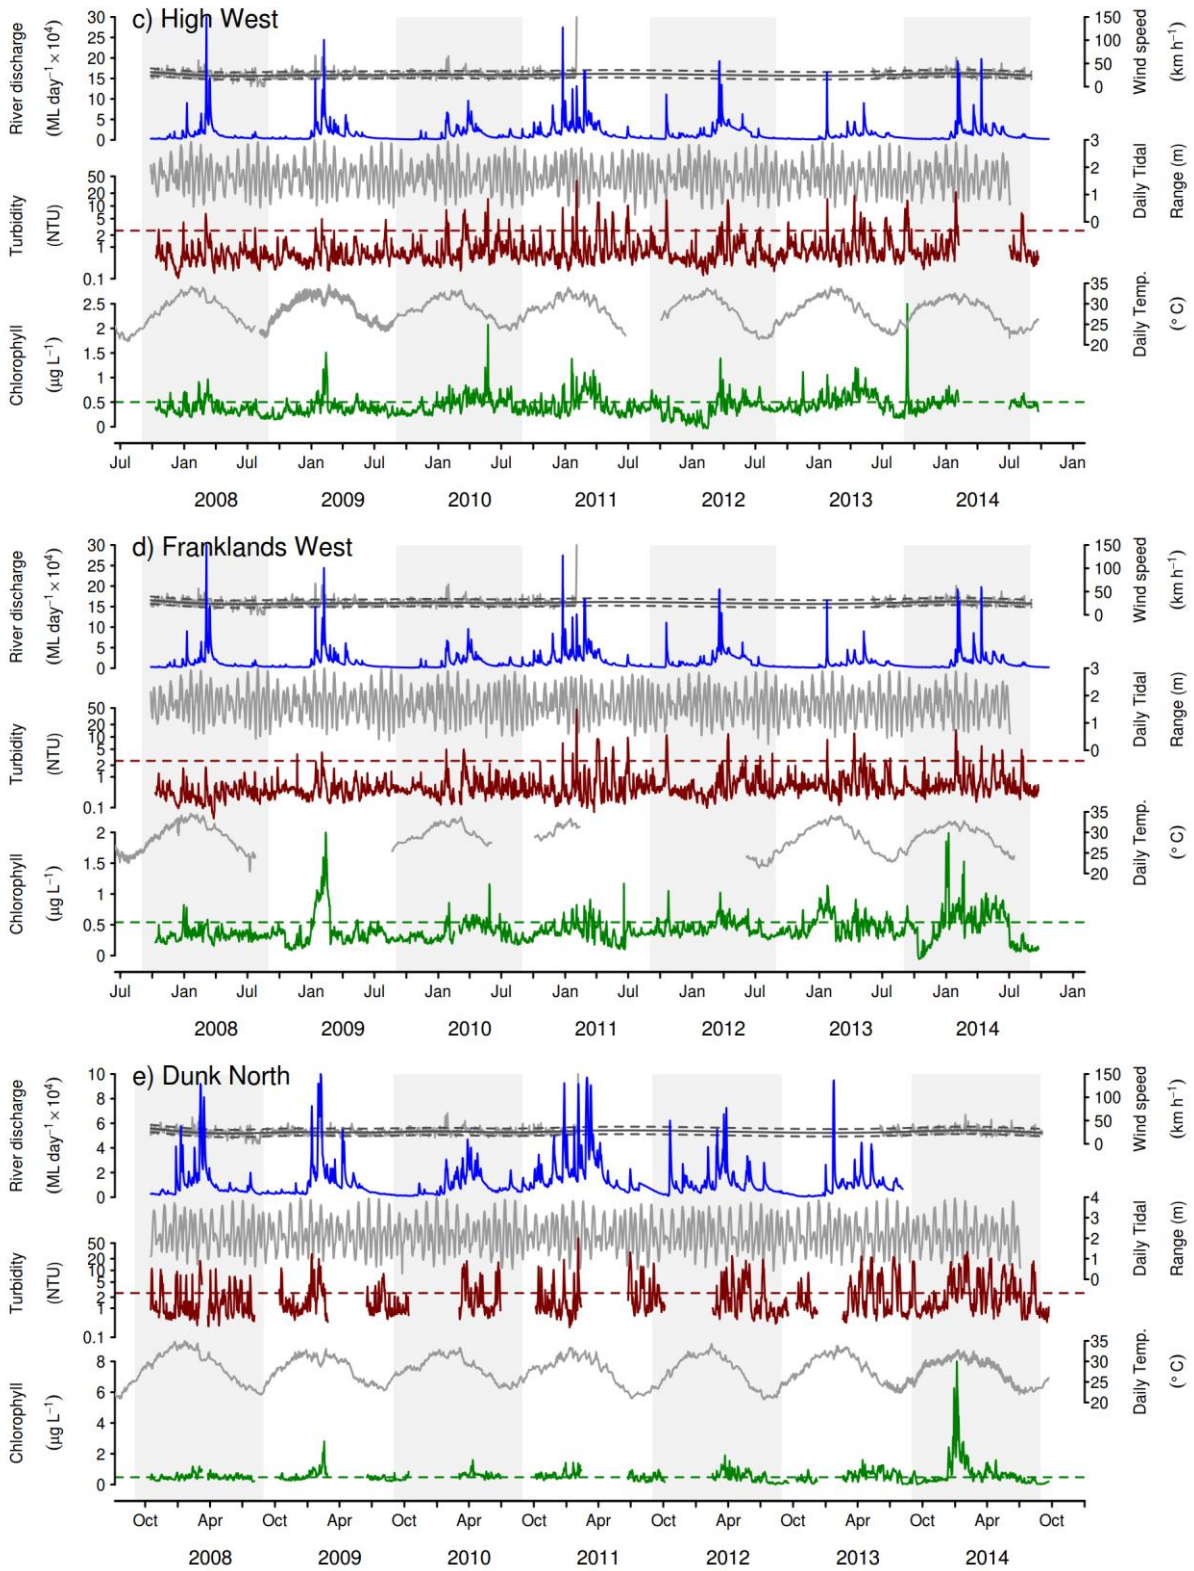 c) High West
River discharge
(ML day⁻¹ × 10⁴)
30
25
20
15
10
5
0
150
100
50
0
Wind speed
(km h⁻¹)
Turbidity
(NTU)
50
20
10
5
2
1
0.1
3
2
1
0
Daily Tidal
Range (m)
Chlorophyll
(µg L⁻¹)
2.5
2
1.5
1
0.5
0
35
30
25
20
Daily Temp.
(° C)
Jul Jan Jul Jan Jul Jan Jul Jan Jul Jan Jul Jan Jul Jan Jul Jan
2008 2009 2010 2011 2012 2013 2014
d) Franklands West
River discharge
(ML day⁻¹ × 10⁴)
30
25
20
15
10
5
0
150
100
50
0
Wind speed
(km h⁻¹)
Turbidity
(NTU)
50
20
10
5
2
1
0.1
3
2
1
0
Daily Tidal
Range (m)
Chlorophyll
(µg L⁻¹)
2
1.5
1
0.5
0
35
30
25
20
Daily Temp.
(° C)
Jul Jan Jul Jan Jul Jan Jul Jan Jul Jan Jul Jan Jul Jan Jul Jan
2008 2009 2010 2011 2012 2013 2014
e) Dunk North
River discharge
(ML day⁻¹ × 10⁴)
10
8
6
4
2
0
150
100
50
0
Wind speed
(km h⁻¹)
Turbidity
(NTU)
50
20
10
5
2
1
0.1
4
3
2
1
0
Daily Tidal
Range (m)
Chlorophyll
(µg L⁻¹)
8
6
4
2
0
35
30
25
20
Daily Temp.
(° C)
Oct Apr Oct Apr Oct Apr Oct Apr Oct Apr Oct Apr Oct Apr Oct
2008 2009 2010 2011 2012 2013 2014